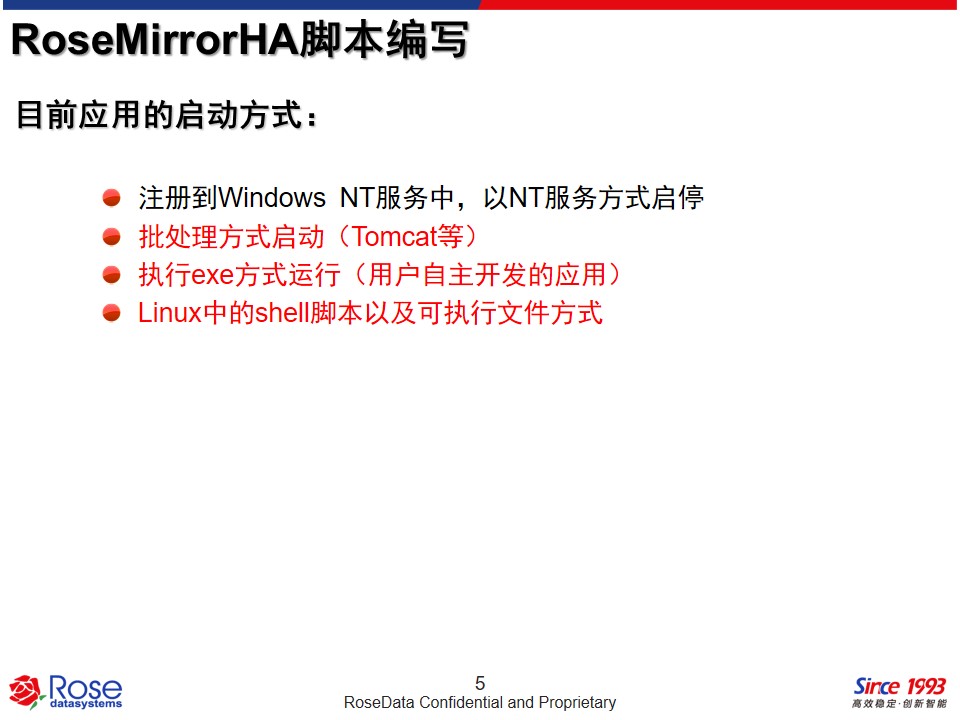 RoseMirrorHA脚本编写
目前应用的启动方式：
注册到Windows NT服务中，以NT服务方式启停
批处理方式启动（Tomcat等）
执行exe方式运行（用户自主开发的应用）
Linux中的shell脚本以及可执行文件方式
Rose
datasystems
5
RoseData Confidential and Proprietary
Since 1993
高效稳定·创新智能